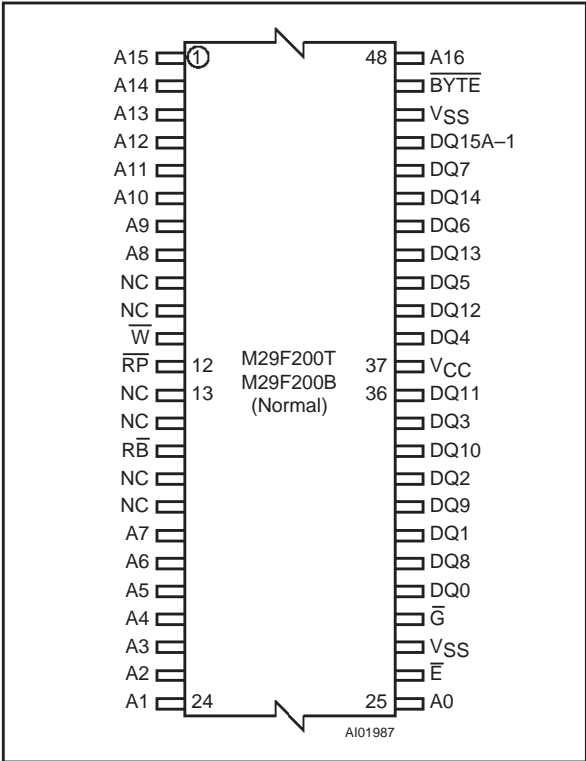 A15 1 48 A16
A14 B̅Y̅T̅E̅
A13 VSS
A12 DQ15A–1
A11 DQ7
A10 DQ14
A9 DQ6
A8 DQ13
NC DQ5
NC DQ12
W̅ DQ4
R̅P̅ 12 M29F200T 37 VCC
NC 13 M29F200B 36 DQ11
NC (Normal) DQ3
RB̅ DQ10
NC DQ2
NC DQ9
A7 DQ1
A6 DQ8
A5 DQ0
A4 G̅
A3 VSS
A2 E̅
A1 24 25 A0
AI01987